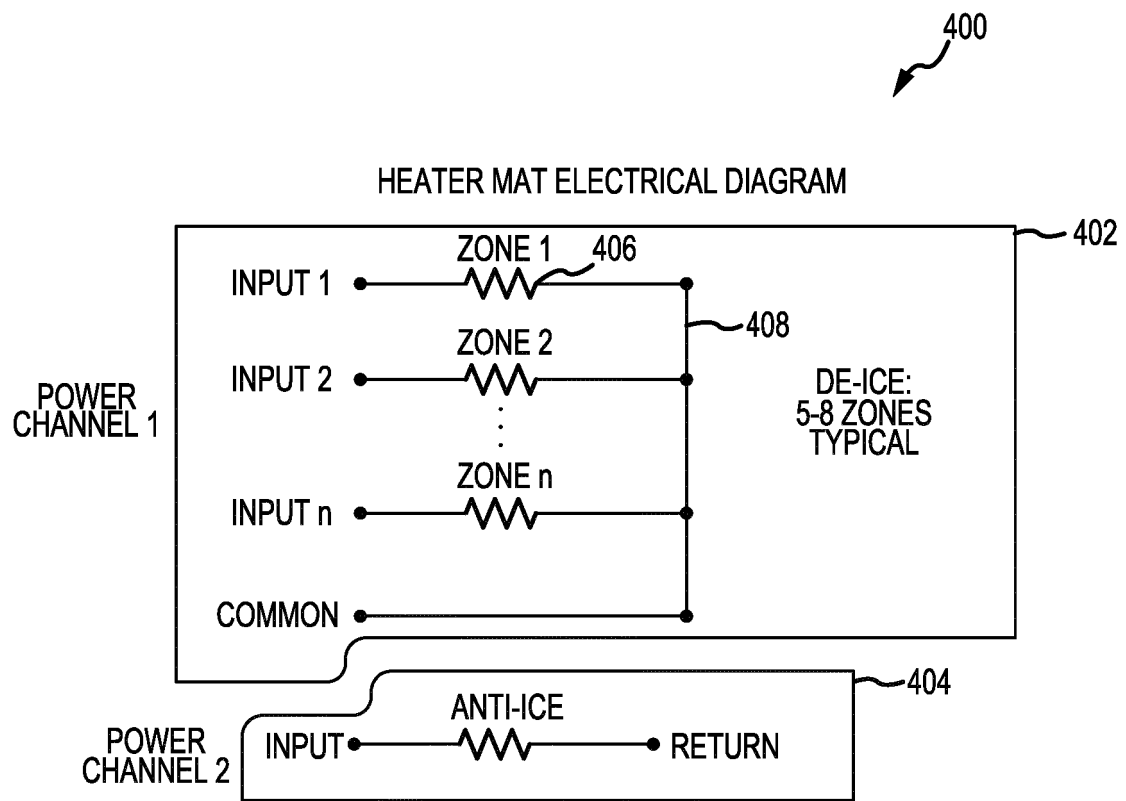 400
HEATER MAT ELECTRICAL DIAGRAM
402
ZONE 1
406
INPUT 1
408
ZONE 2
INPUT 2
DE-ICE:
5-8 ZONES
TYPICAL
POWER
CHANNEL 1
ZONE n
INPUT n
COMMON
404
ANTI-ICE
POWER
CHANNEL 2
INPUT
RETURN